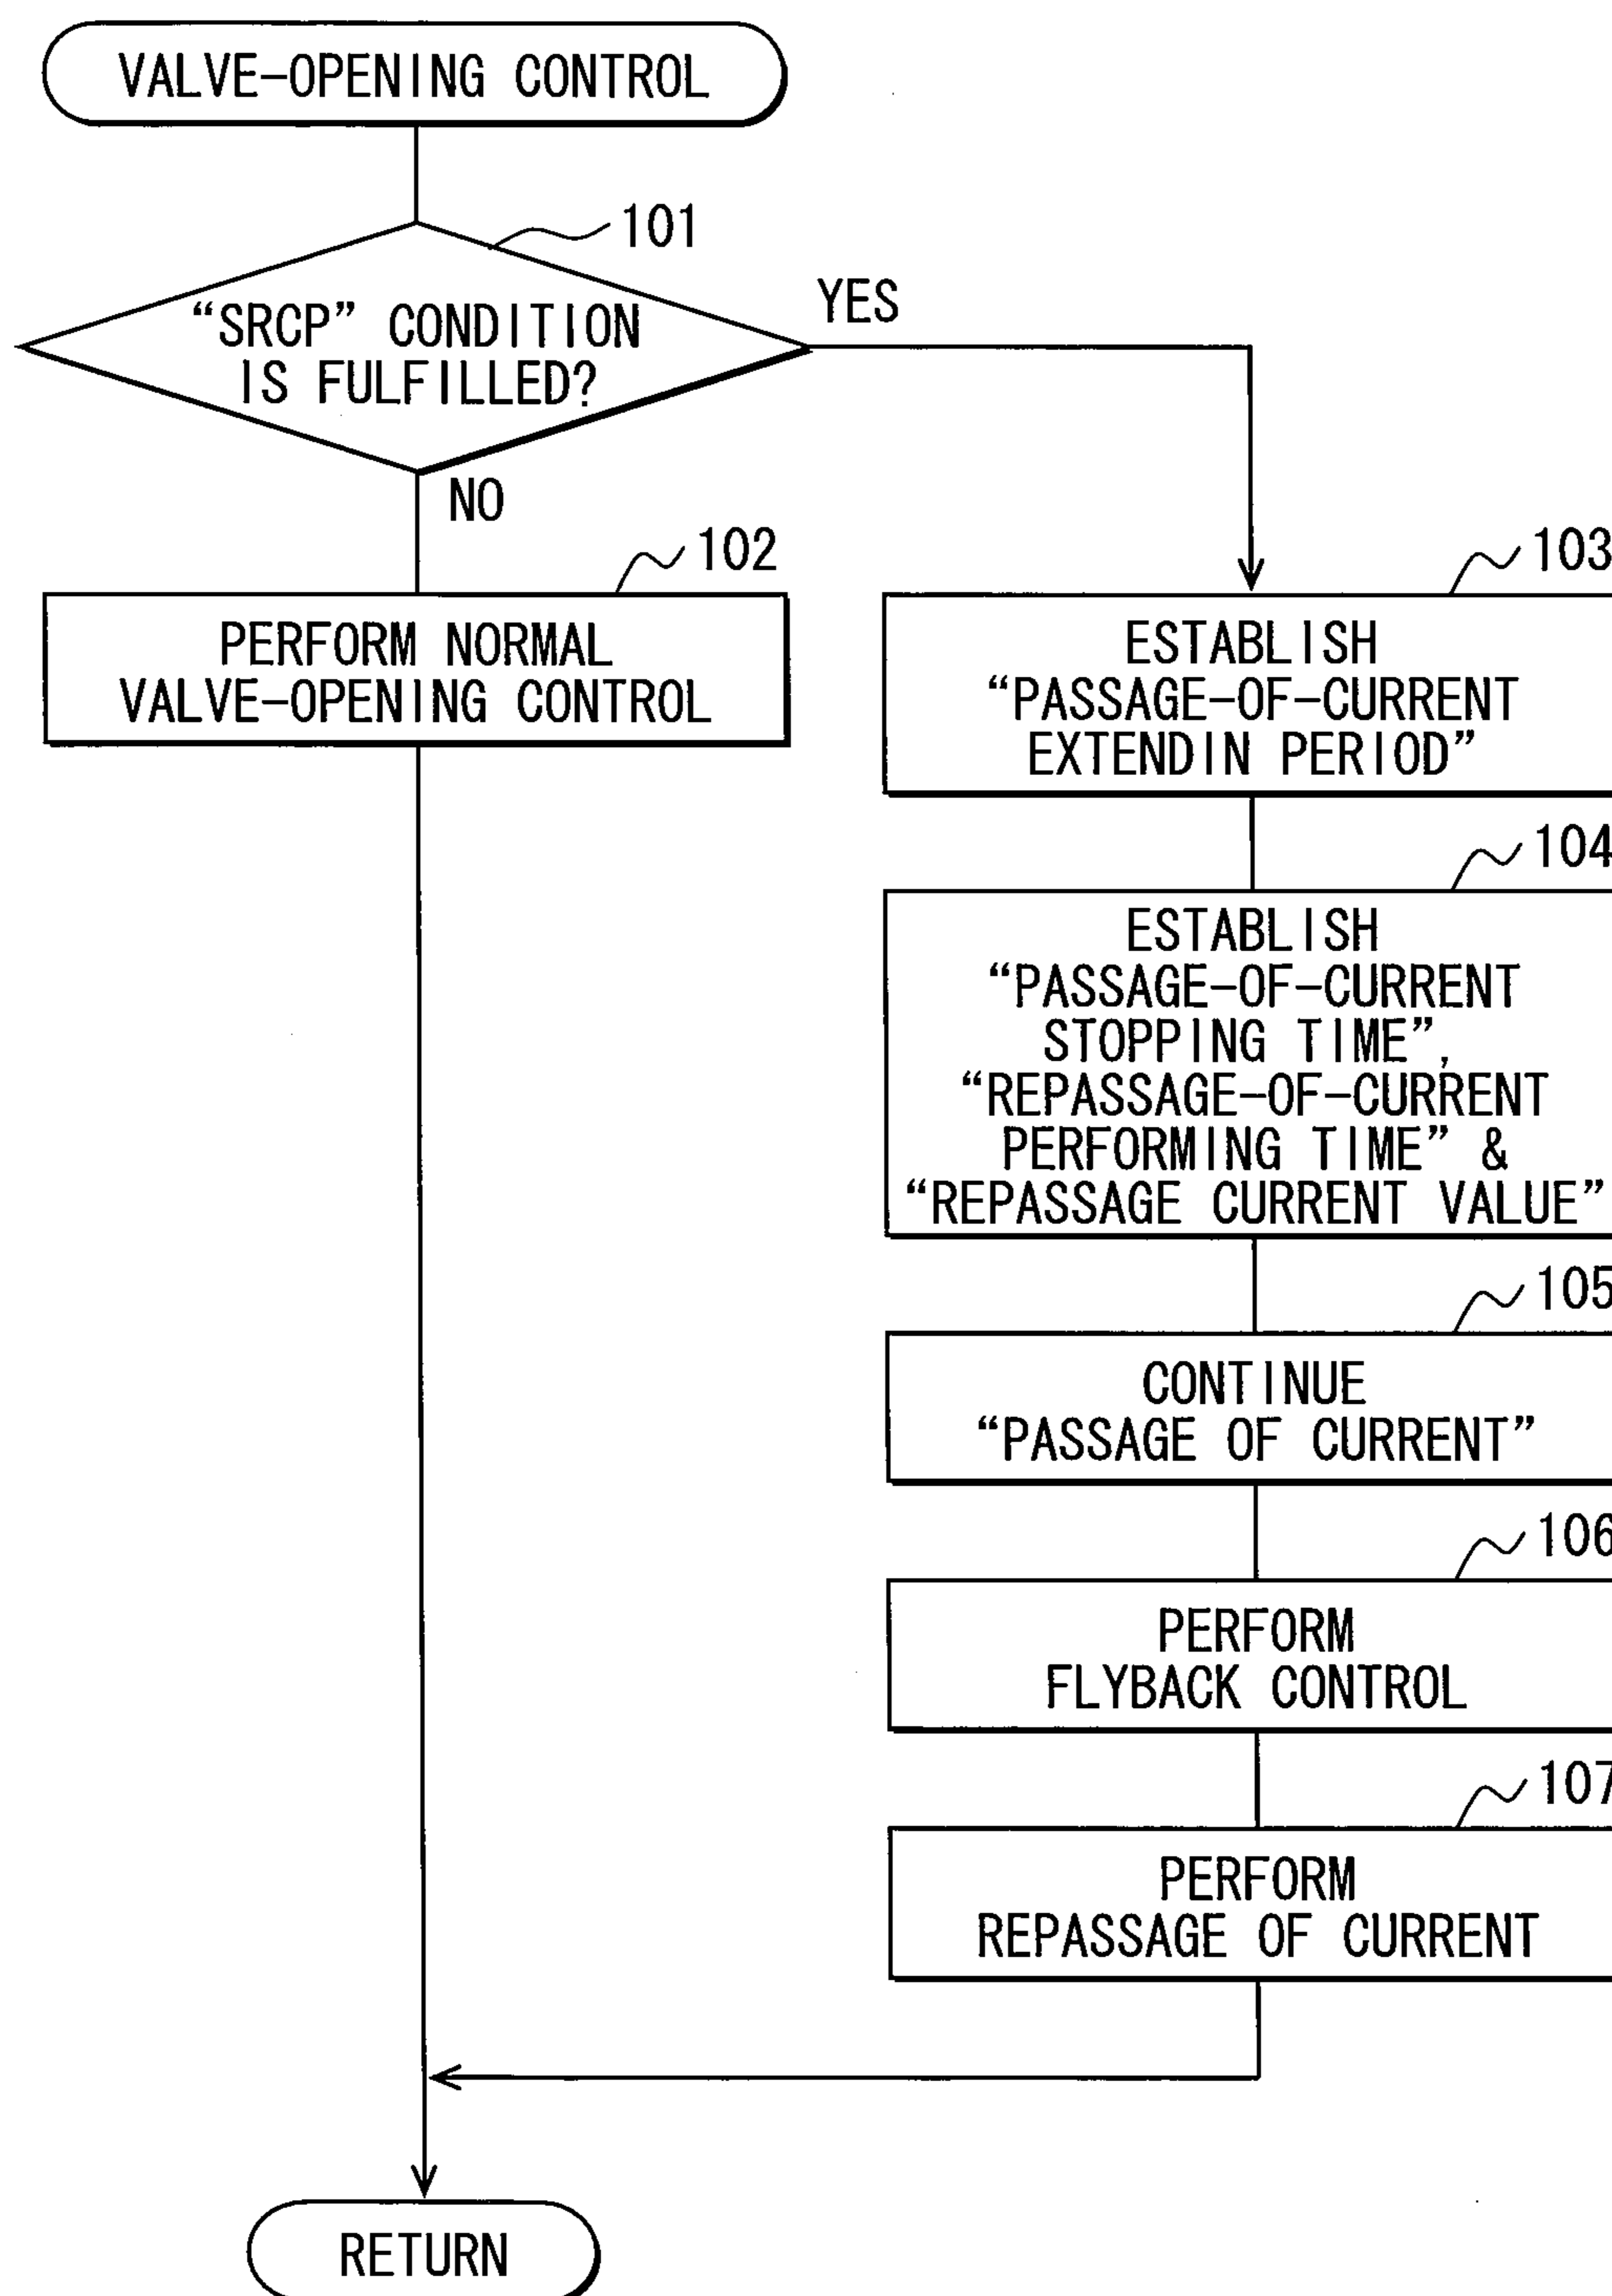 VALVE-OPENING CONTROL
101
“SRCP” CONDITION
IS FULFILLED?
YES
NO
102
PERFORM NORMAL
VALVE-OPENING CONTROL
103
ESTABLISH
“PASSAGE-OF-CURRENT
EXTENDIN PERIOD”
104
ESTABLISH
“PASSAGE-OF-CURRENT
STOPPING TIME”,
“REPASSAGE-OF-CURRENT
PERFORMING TIME” &
“REPASSAGE CURRENT VALUE”
105
CONTINUE
“PASSAGE OF CURRENT”
106
PERFORM
FLYBACK CONTROL
107
PERFORM
REPASSAGE OF CURRENT
RETURN